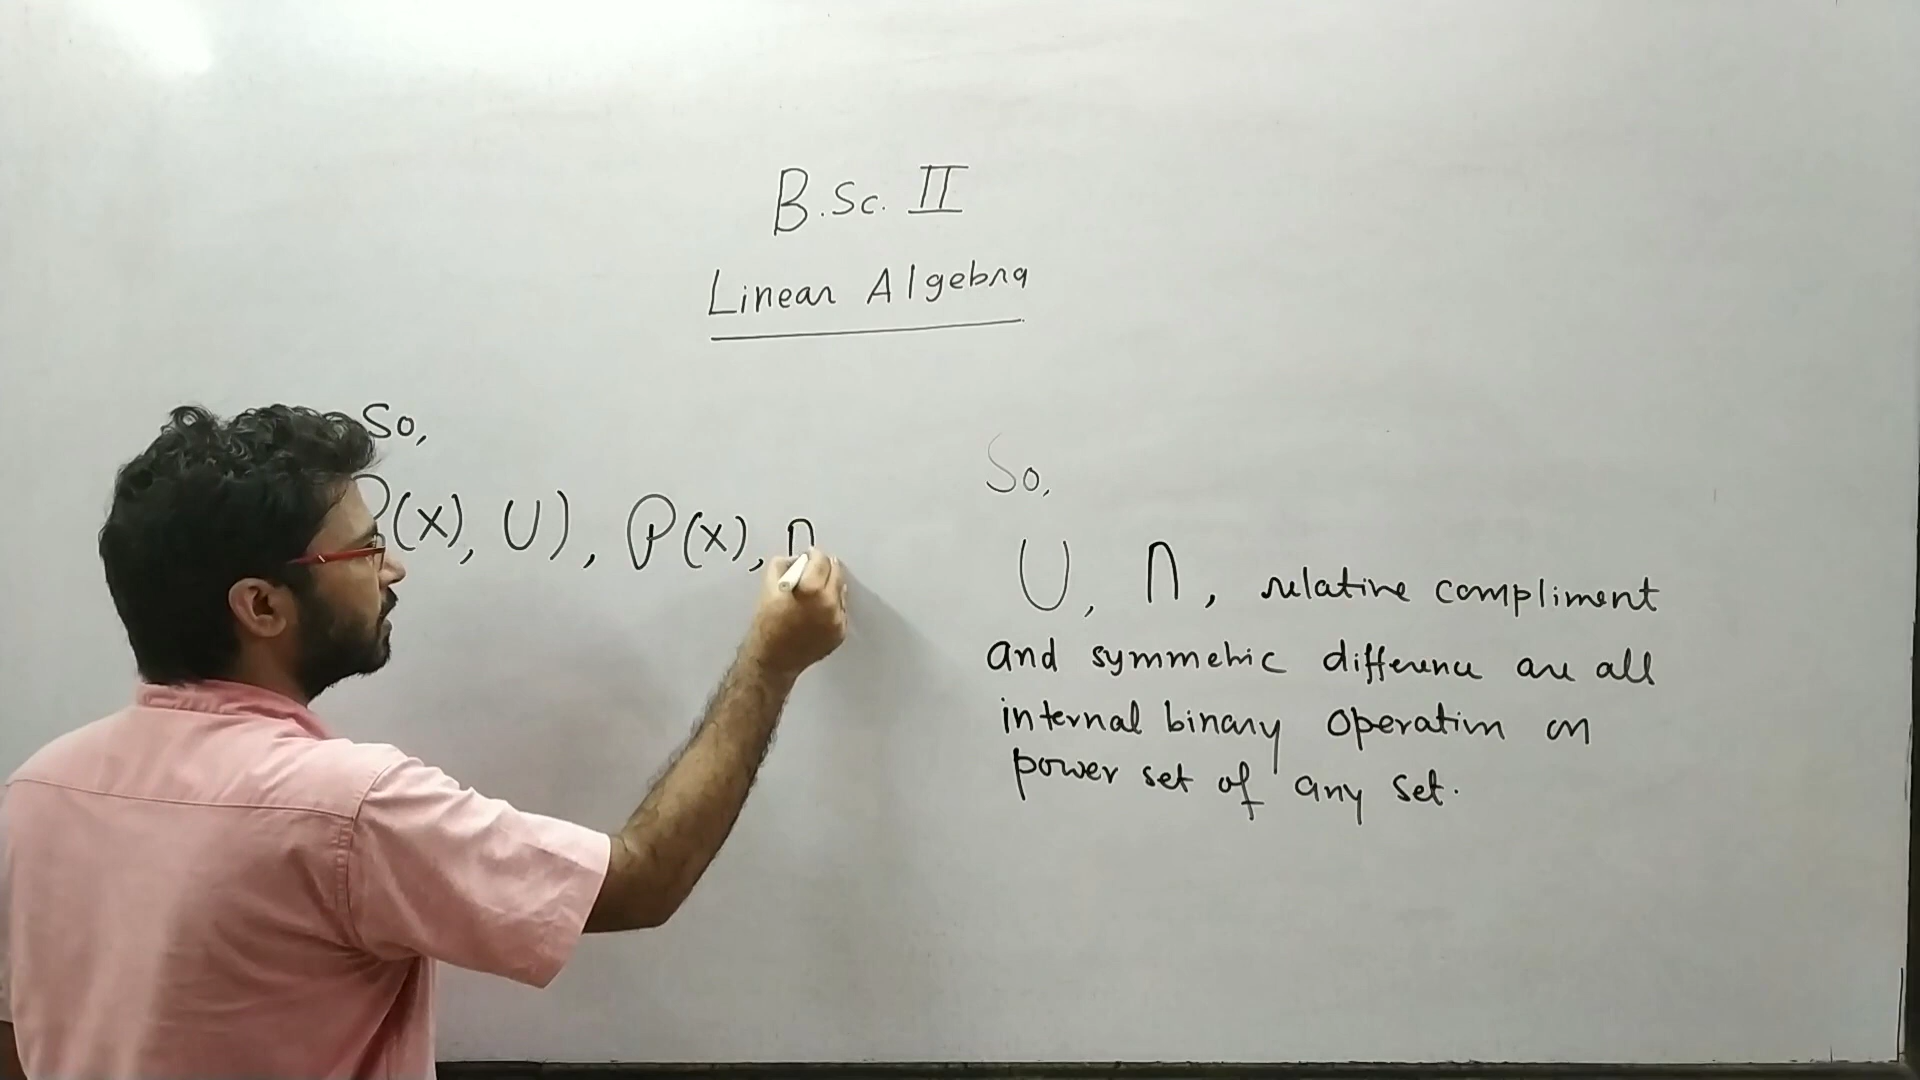 B.Sc. II
Linear Algebra
So,
P(X), U), P(X), ∩
So,
U, ∩, relative compliment
and symmetric difference are all
internal binary operation on
power set of any set.